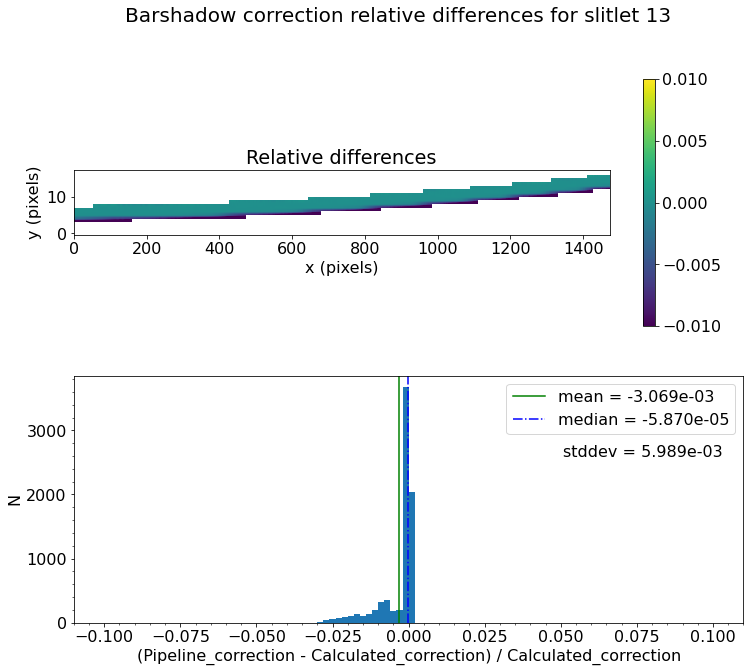 Barshadow correction relative differences for slitlet 13
Relative differences
y (pixels)
10
0
0 200 400 600 800 1000 1200 1400
x (pixels)
0.010
0.005
0.000
−0.005
−0.010
mean = -3.069e-03
median = -5.870e-05
stddev = 5.989e-03
N
3000
2000
1000
0
−0.100 −0.075 −0.050 −0.025 0.000 0.025 0.050 0.075 0.100
(Pipeline_correction - Calculated_correction) / Calculated_correction